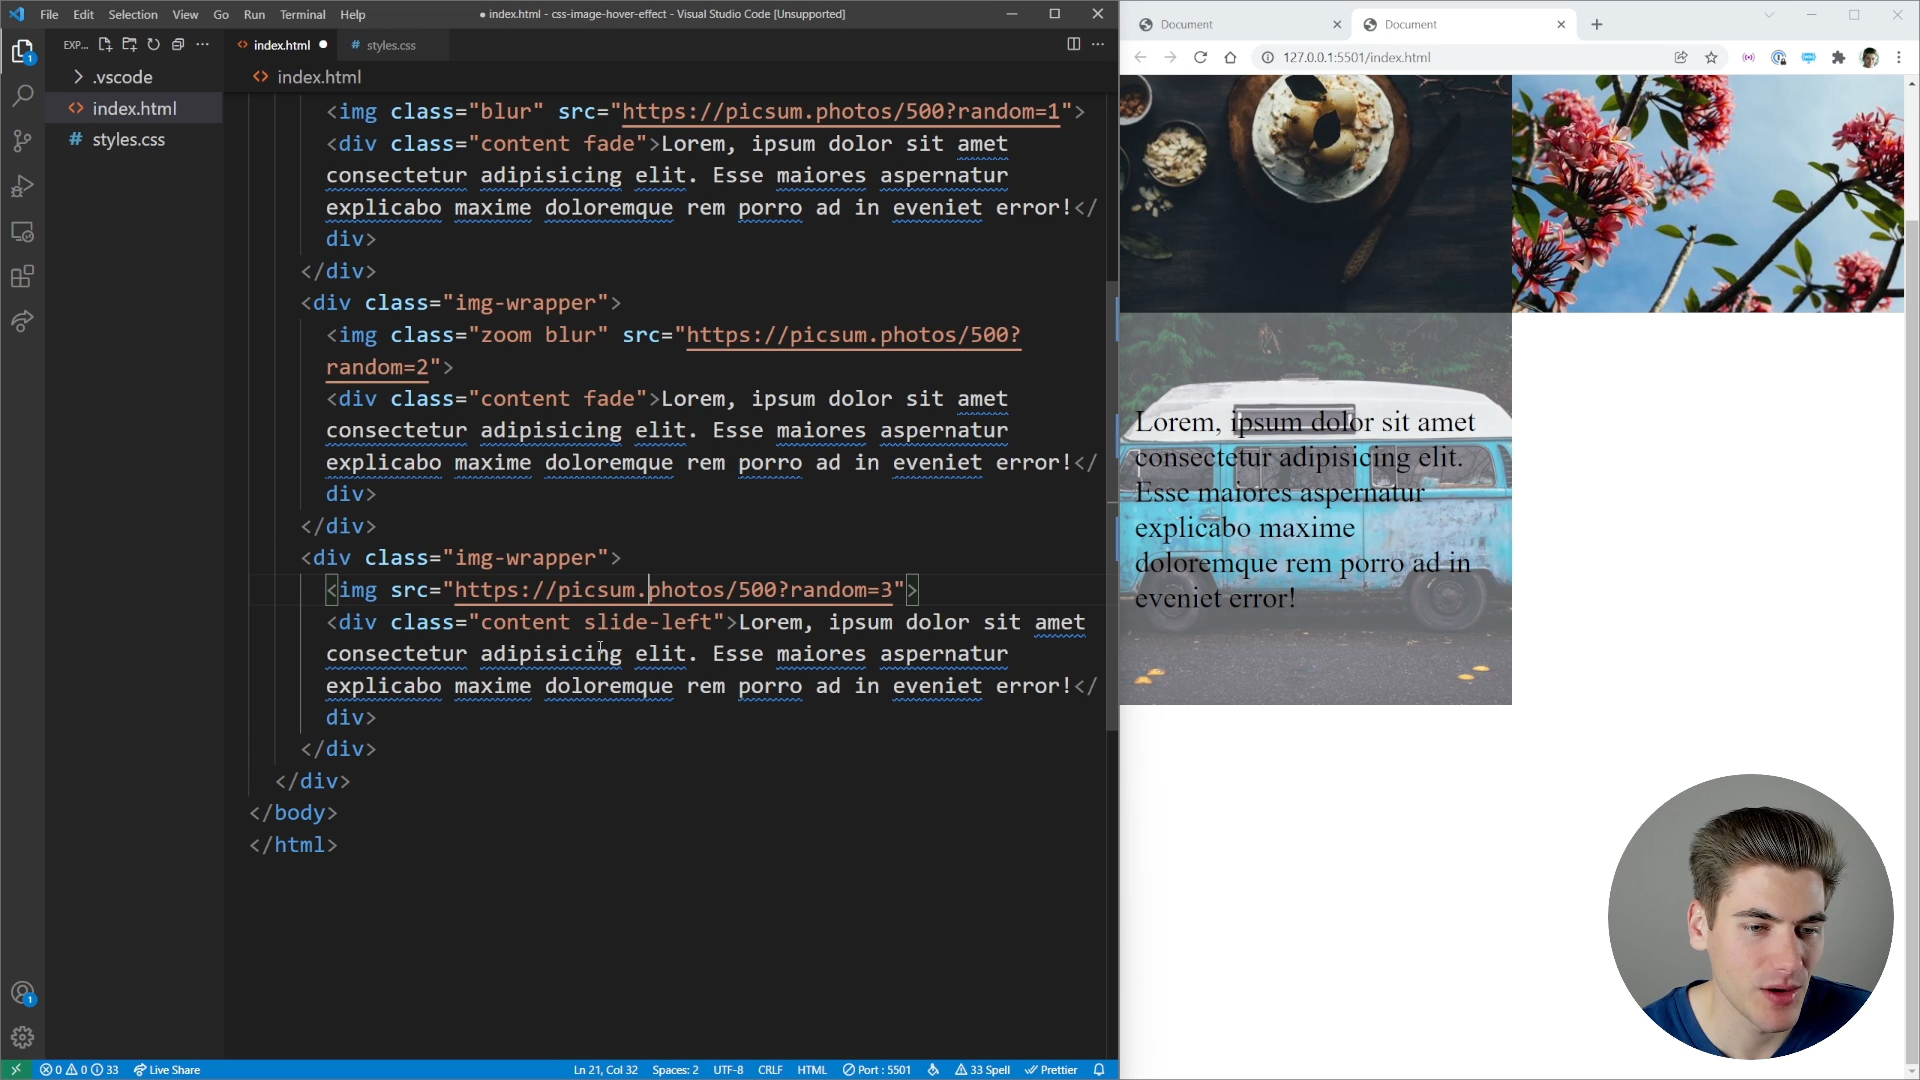 File Edit Selection View Go Run Terminal Help
● index.html - css-image-hover-effect - Visual Studio Code [Unsupported]
EXP...
index.html
styles.css
.vscode
index.html
styles.css
index.html
<img class="blur" src="https://picsum.photos/500?random=1">
<div class="content fade">Lorem, ipsum dolor sit amet
consectetur adipisicing elit. Esse maiores aspernatur
explicabo maxime doloremque rem porro ad in eveniet error!</
div>
</div>
<div class="img-wrapper">
<img class="zoom blur" src="https://picsum.photos/500?
random=2">
<div class="content fade">Lorem, ipsum dolor sit amet
consectetur adipisicing elit. Esse maiores aspernatur
explicabo maxime doloremque rem porro ad in eveniet error!</
div>
</div>
<div class="img-wrapper">
<img src="https://picsum.photos/500?random=3">
<div class="content slide-left">Lorem, ipsum dolor sit amet
consectetur adipisicing elit. Esse maiores aspernatur
explicabo maxime doloremque rem porro ad in eveniet error!</
div>
</div>
</div>
</body>
</html>
1
1
0 0 33 Live Share
Ln 21, Col 32 Spaces: 2 UTF-8 CRLF HTML Port : 5501 33 Spell Prettier
Document
Document
127.0.0.1:5501/index.html
Lorem, ipsum dolor sit amet
consectetur adipisicing elit.
Esse maiores aspernatur
explicabo maxime
doloremque rem porro ad in
eveniet error!